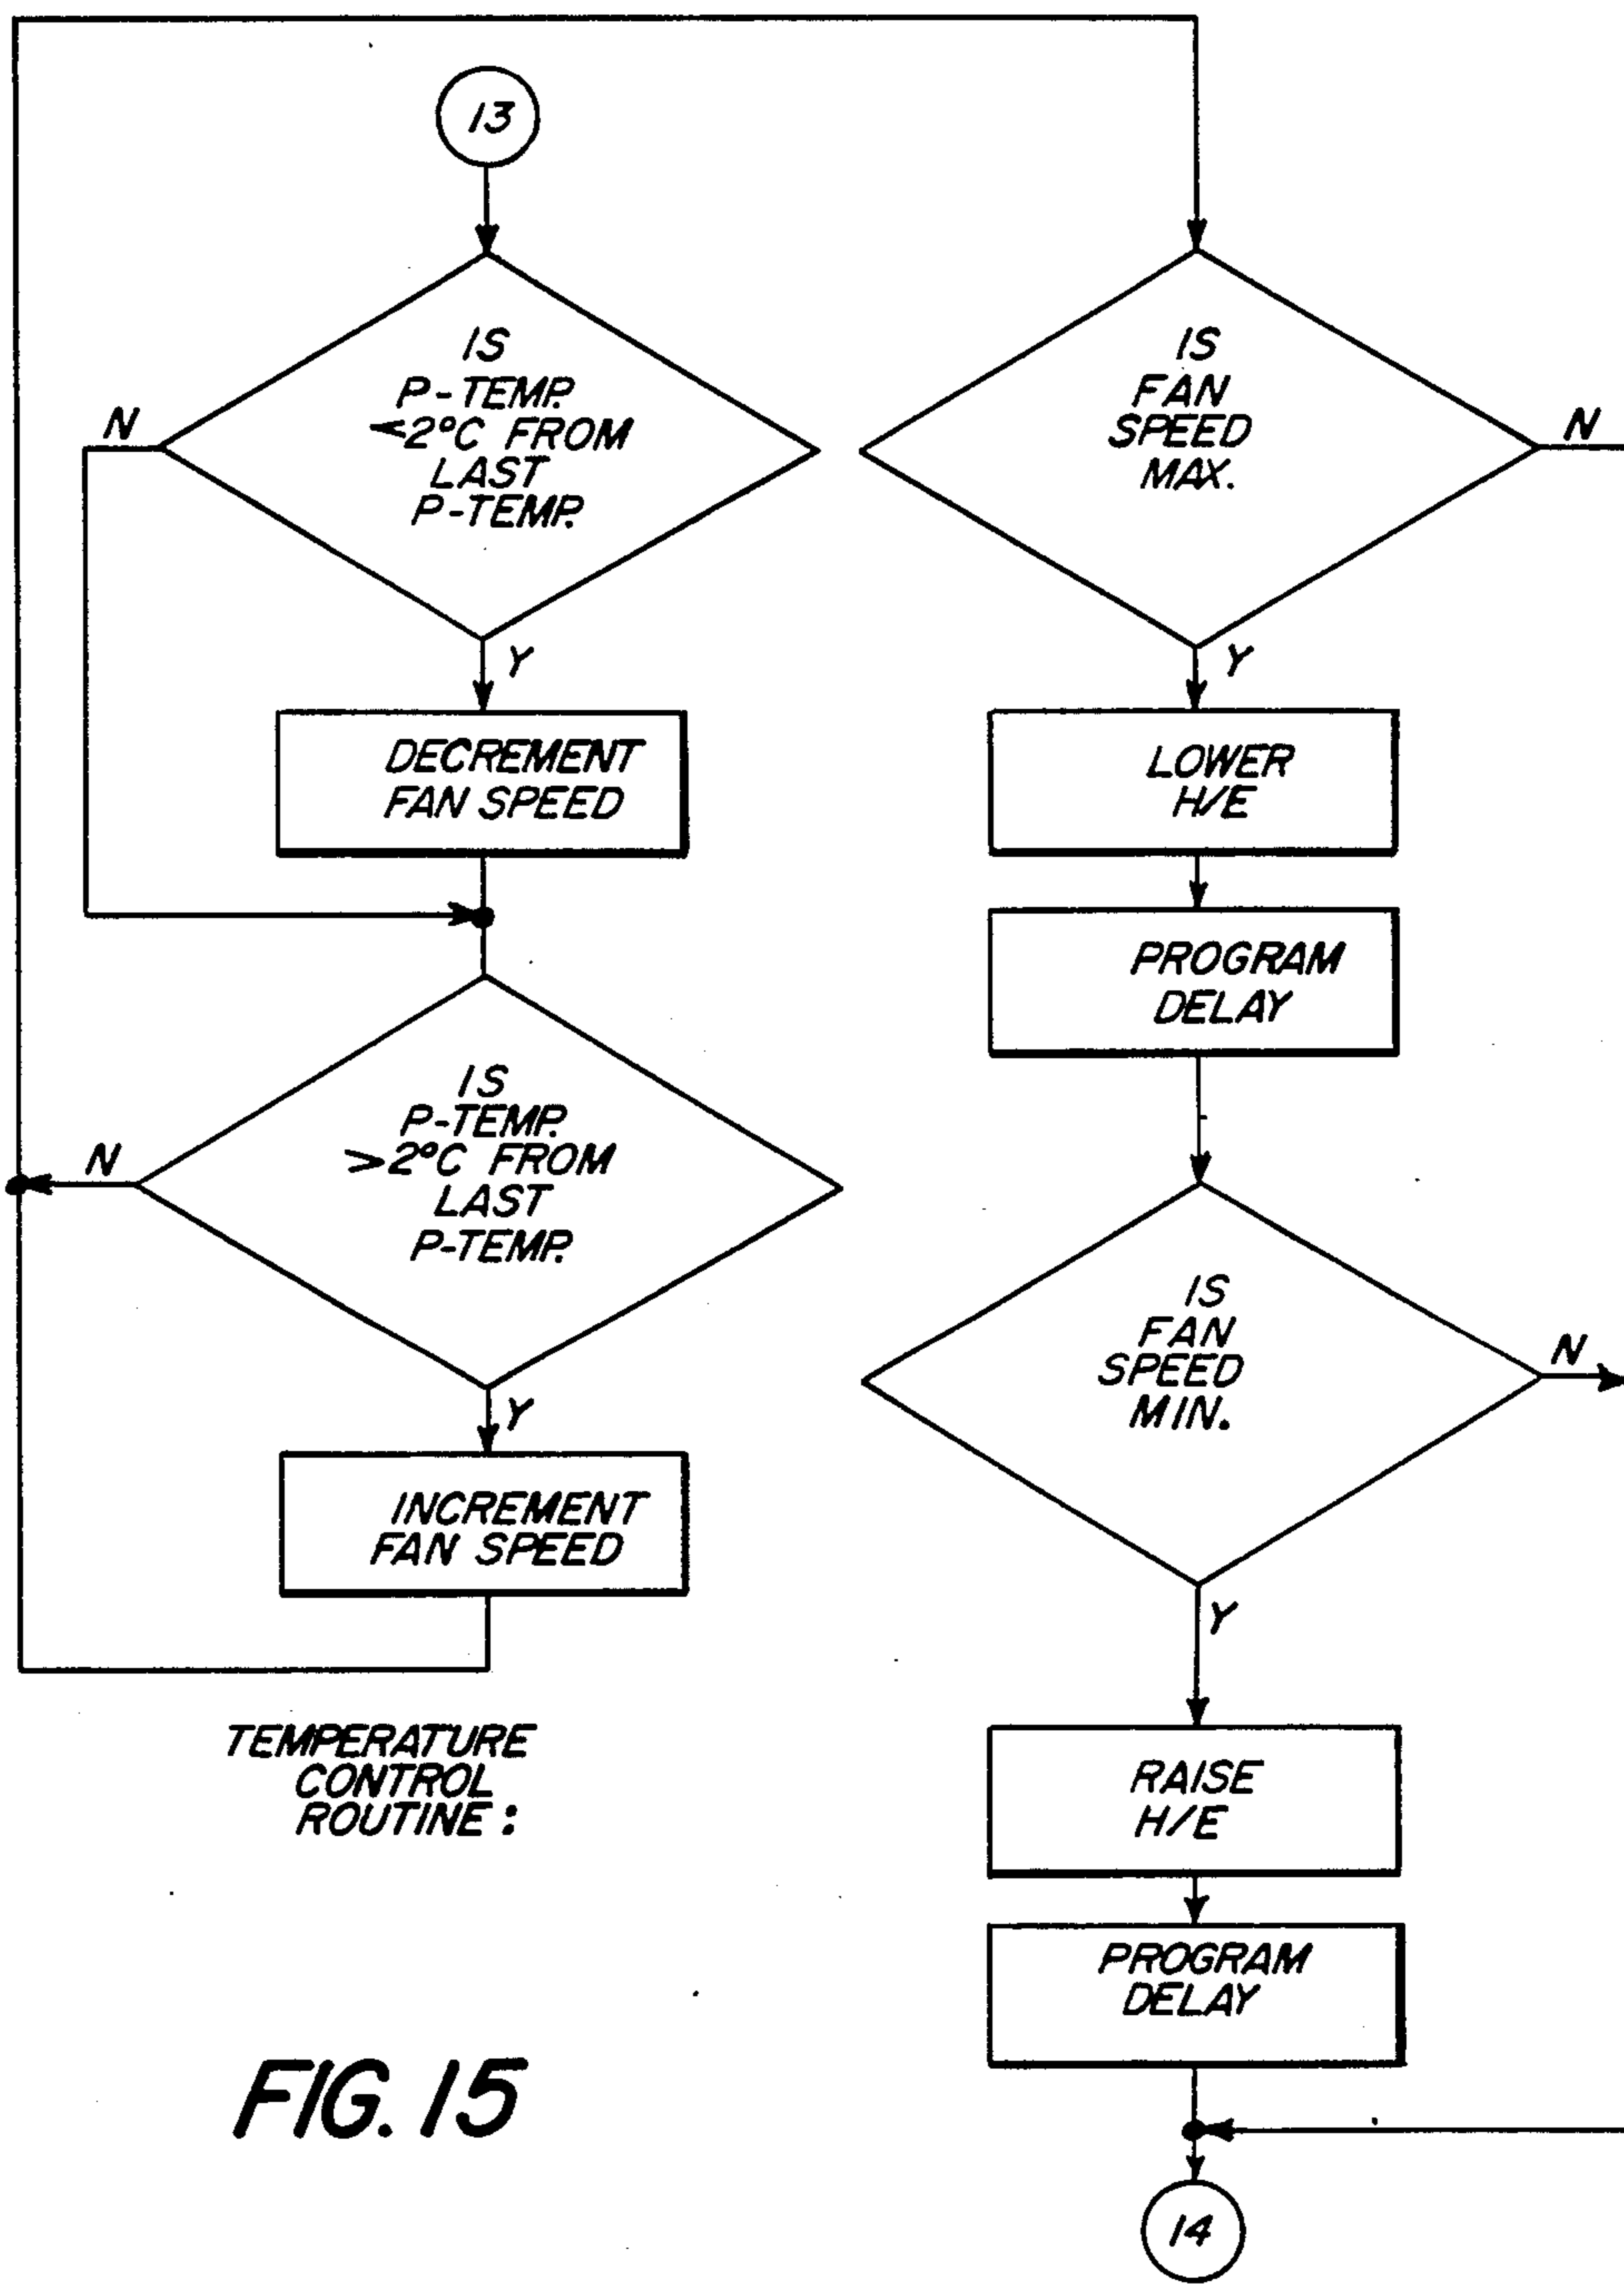 13
IS
P-TEMP.
<2°C FROM
LAST
P-TEMP.
N
Y
DECREMENT
FAN SPEED
IS
P-TEMP.
>2°C FROM
LAST
P-TEMP.
N
Y
INCREMENT
FAN SPEED
TEMPERATURE
CONTROL
ROUTINE:
FIG. 15
IS
FAN
SPEED
MAX.
N
Y
LOWER
H/E
PROGRAM
DELAY
IS
FAN
SPEED
MIN.
N
Y
RAISE
H/E
PROGRAM
DELAY
14